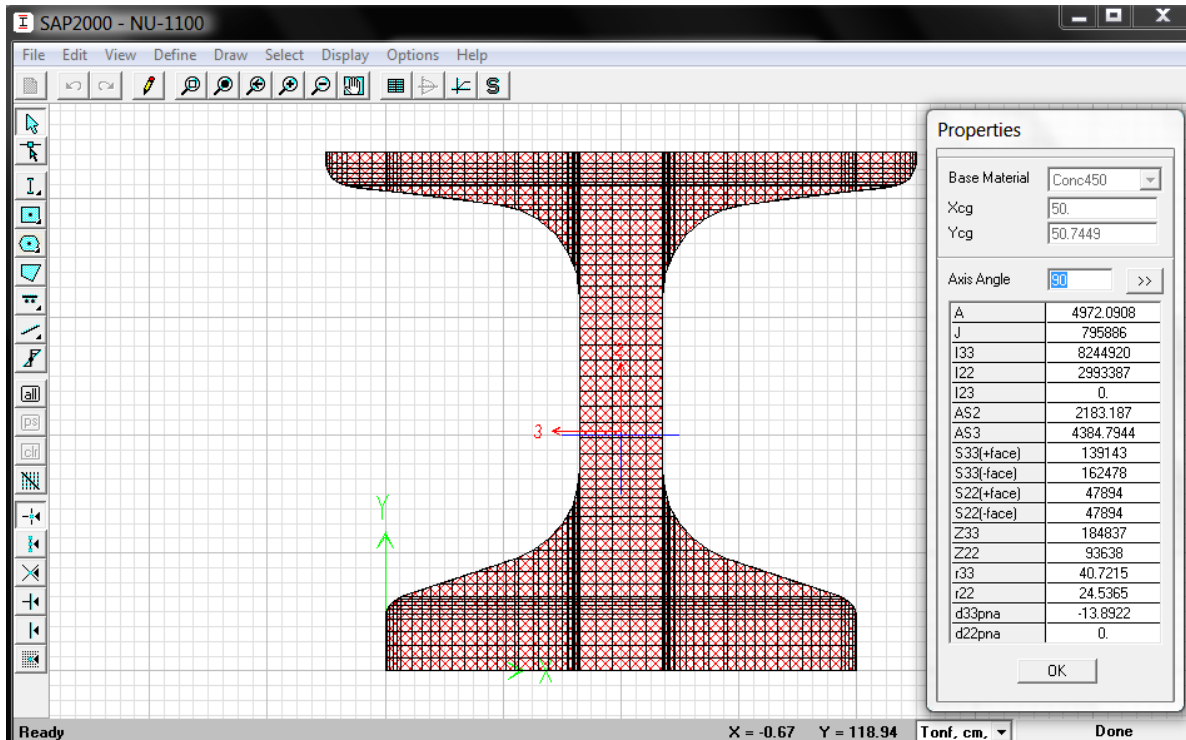 SAP2000 - NU-1100
File Edit View Define Draw Select Display Options Help
I. all
ps
clr
S
2
3
Y
X
Properties
Base Material Conc450
Xcg 50.
Ycg 50.7449
Axis Angle 90 >>
A 4972.0908
J 795886
I33 8244920
I22 2993387
I23 0.
AS2 2183.187
AS3 4384.7944
S33(+face) 139143
S33(-face) 162478
S22(+face) 47894
S22(-face) 47894
Z33 184837
Z22 93638
r33 40.7215
r22 24.5365
d33pna -13.8922
d22pna 0.
OK
Ready X = -0.67 Y = 118.94 Tonf, cm, Done